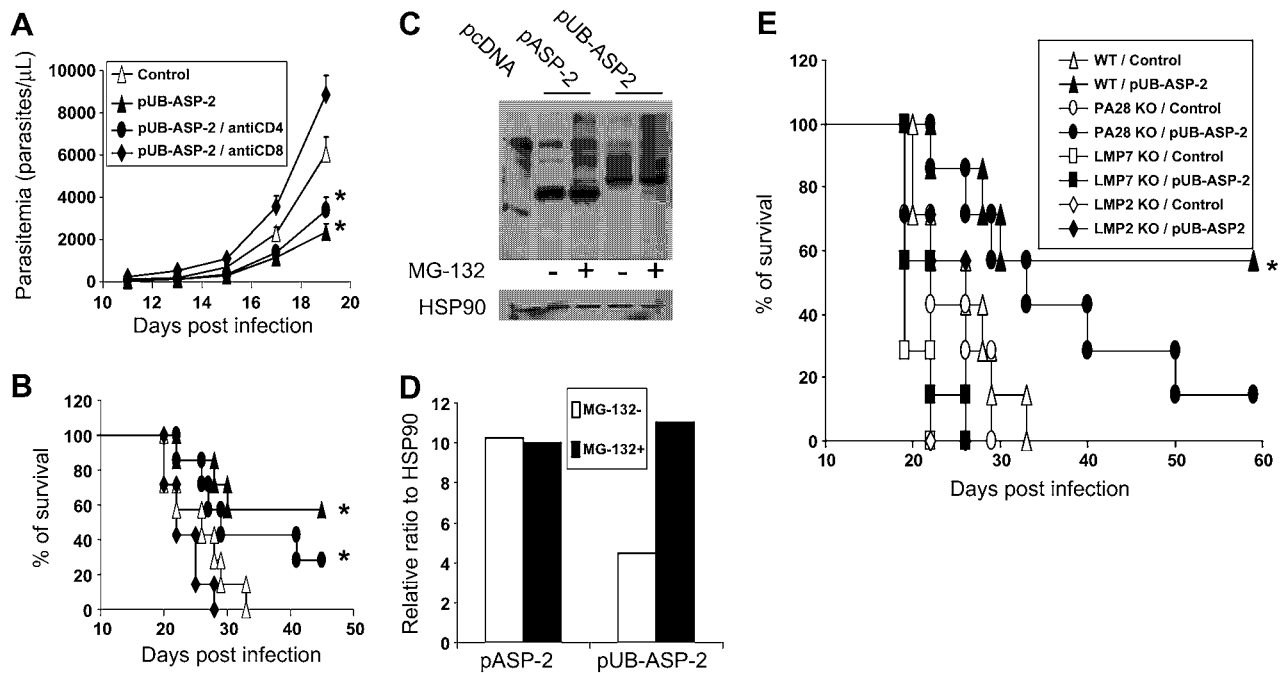 A
Parasitemia (parasites/µL)
10000
8000
6000
4000
2000
0
10 12 14 16 18 20
Days post infection
Control
pUB-ASP-2
pUB-ASP-2 / antiCD4
pUB-ASP-2 / antiCD8
*
*
B
% of survival
120
100
80
60
40
20
0
10 20 30 40 50
Days post infection
*
*
C
pcDNA
pASP-2
pUB-ASP2
MG-132 - + - +
HSP90
D
Relative ratio to HSP90
12
10
8
6
4
2
0
MG-132-
MG-132+
pASP-2 pUB-ASP-2
E
% of survival
120
100
80
60
40
20
0
10 20 30 40 50 60
Days post infection
WT / Control
WT / pUB-ASP-2
PA28 KO / Control
PA28 KO / pUB-ASP-2
LMP7 KO / Control
LMP7 KO / pUB-ASP-2
LMP2 KO / Control
LMP2 KO / pUB-ASP2
*